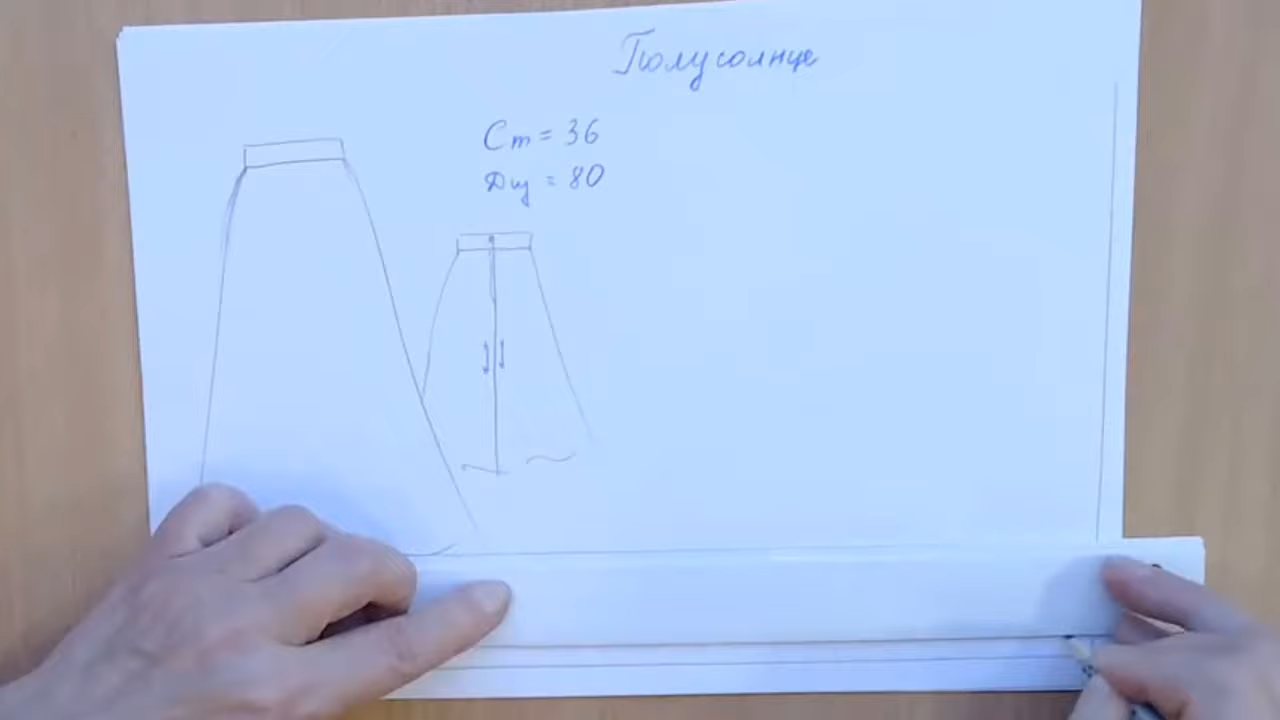 Полусолнце
Ст = 36
Ди = 80